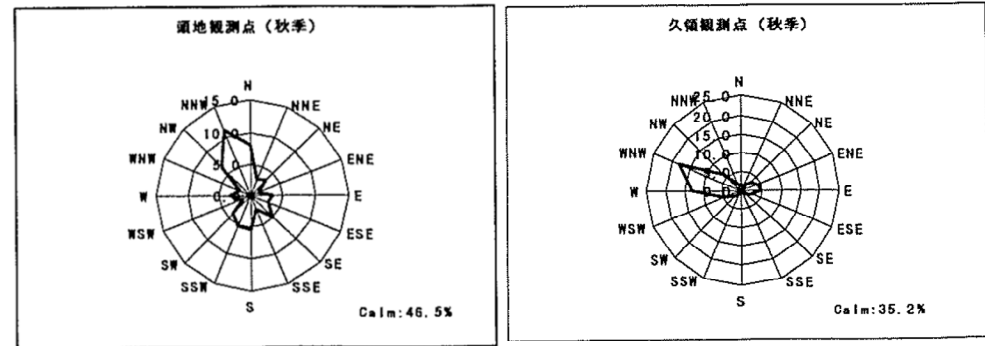 頭地観測点 (秋季)
N
NNE
NE
ENE
E
ESE
SE
SSE
S
SSW
SW
WSW
W
WNW
NW
NNW
15.0
10.0
5.0
0.
Calm:46.5%
久領観測点 (秋季)
N
NNE
NE
ENE
E
ESE
SE
SSE
S
SSW
SW
WSW
W
WNW
NW
NNW
25.0
20.0
15.0
10.0
5.0
0.0
Calm:35.2%